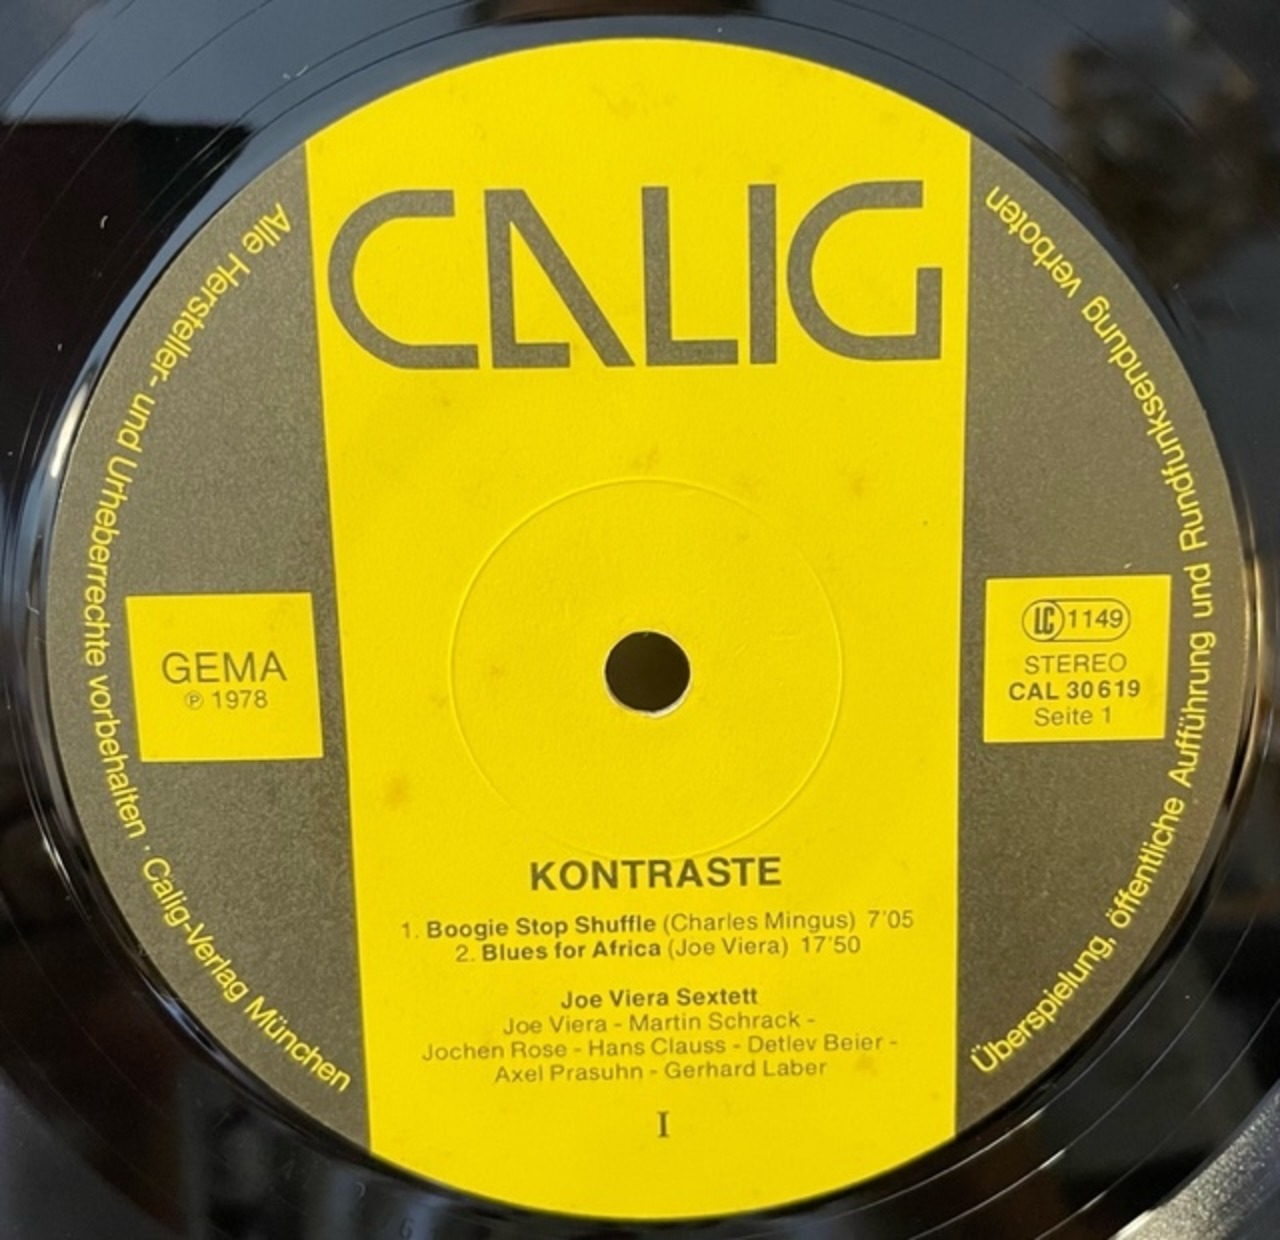 CALIG
Alle Hersteller- und Urheberrechte vorbehalten · Calig-Verlag München
Überspielung, öffentliche Aufführung und Rundfunksendung verboten
GEMA
℗ 1978
LC 1149
STEREO
CAL 30619
Seite 1
KONTRASTE
1. Boogie Stop Shuffle (Charles Mingus) 7'05
2. Blues for Africa (Joe Viera) 17'50
Joe Viera Sextett
Joe Viera - Martin Schrack -
Jochen Rose - Hans Clauss - Detlev Beier -
Axel Prasuhn - Gerhard Laber
I